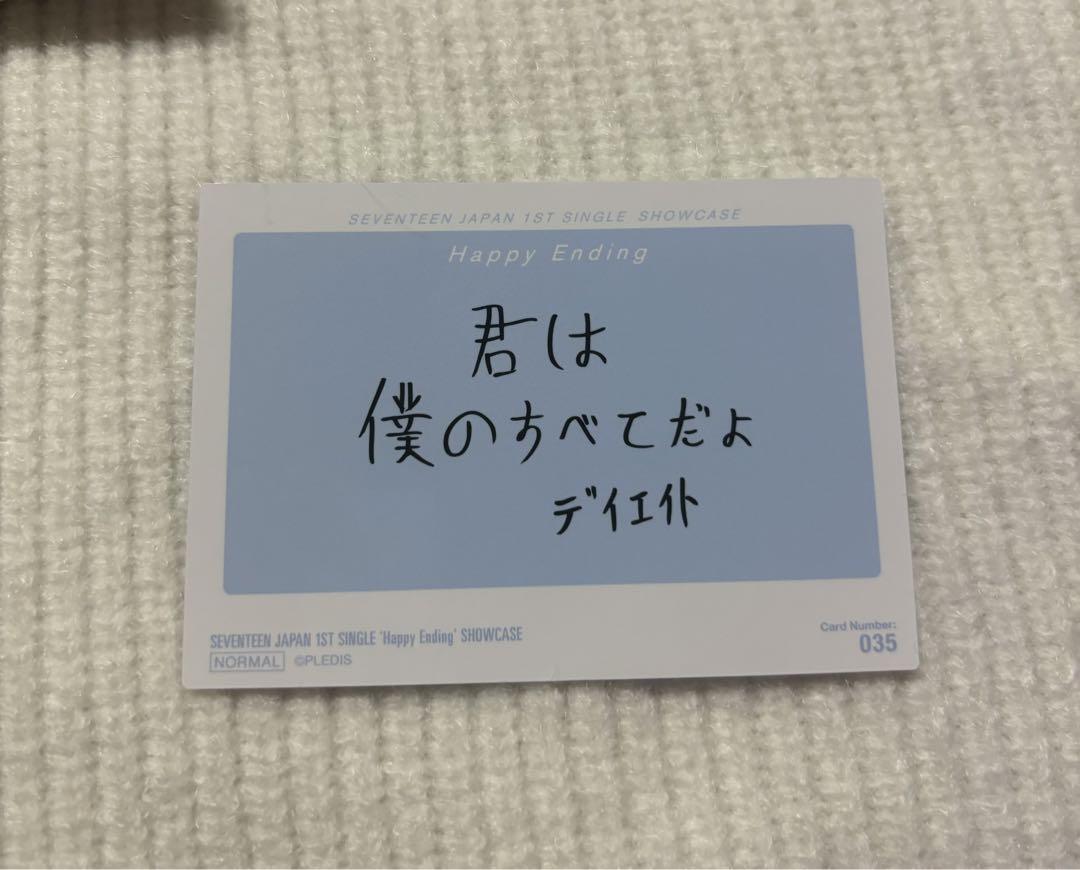 SEVENTEEN JAPAN 1ST SINGLE SHOWCASE
Happy Ending
君は
僕のすべてだよ
ディエイト
SEVENTEEN JAPAN 1ST SINGLE 'Happy Ending' SHOWCASE
NORMAL ©PLEDIS
Card Number:
035